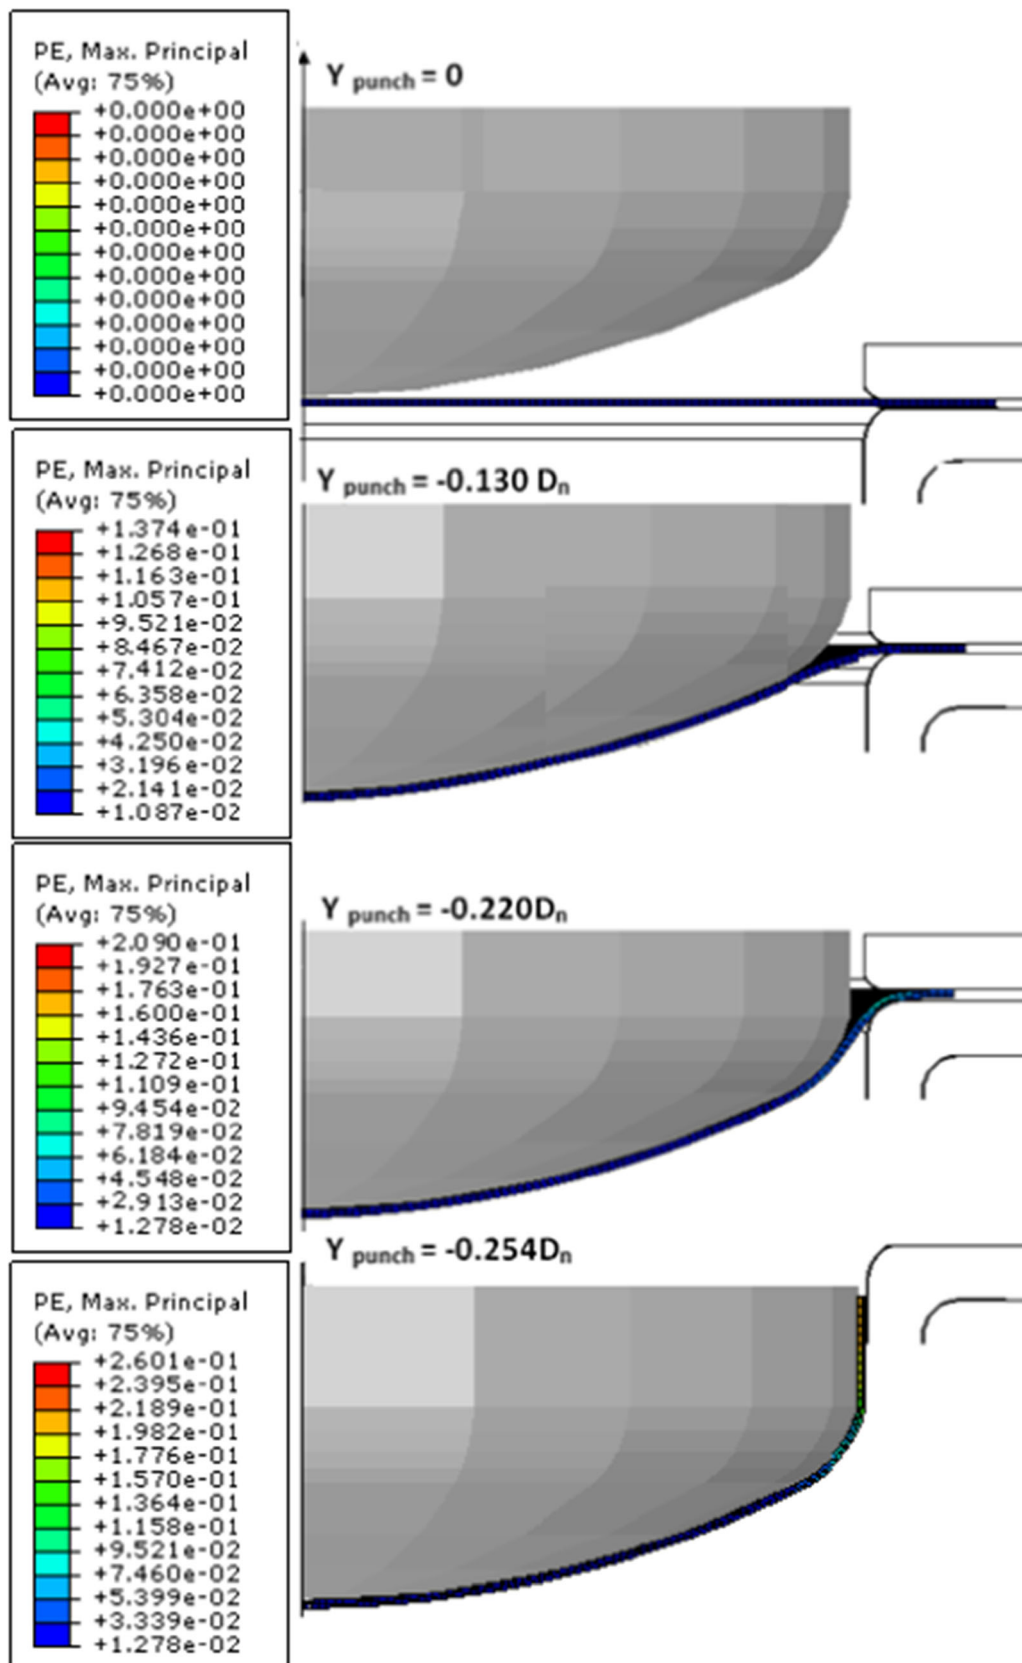 PE, Max. Principal
(Avg: 75%)
+0.000e+00
+0.000e+00
+0.000e+00
+0.000e+00
+0.000e+00
+0.000e+00
+0.000e+00
+0.000e+00
+0.000e+00
+0.000e+00
+0.000e+00
+0.000e+00
+0.000e+00
Y punch = 0
PE, Max. Principal
(Avg: 75%)
+1.374e-01
+1.268e-01
+1.163e-01
+1.057e-01
+9.521e-02
+8.467e-02
+7.412e-02
+6.358e-02
+5.304e-02
+4.250e-02
+3.196e-02
+2.141e-02
+1.087e-02
Y punch = -0.130 Dn
PE, Max. Principal
(Avg: 75%)
+2.090e-01
+1.927e-01
+1.763e-01
+1.600e-01
+1.436e-01
+1.272e-01
+1.109e-01
+9.454e-02
+7.819e-02
+6.184e-02
+4.548e-02
+2.913e-02
+1.278e-02
Y punch = -0.220Dn
PE, Max. Principal
(Avg: 75%)
+2.601e-01
+2.395e-01
+2.189e-01
+1.982e-01
+1.776e-01
+1.570e-01
+1.364e-01
+1.158e-01
+9.521e-02
+7.460e-02
+5.399e-02
+3.339e-02
+1.278e-02
Y punch = -0.254Dn